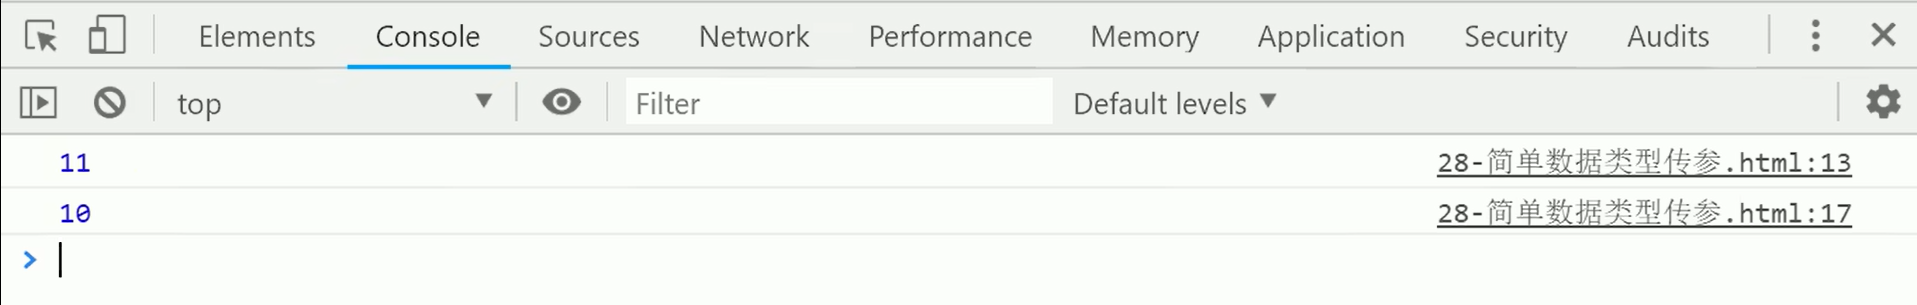 Elements Console Sources Network Performance Memory Application Security Audits
top Filter Default levels
11 28-简单数据类型传参.html:13
10 28-简单数据类型传参.html:17
>